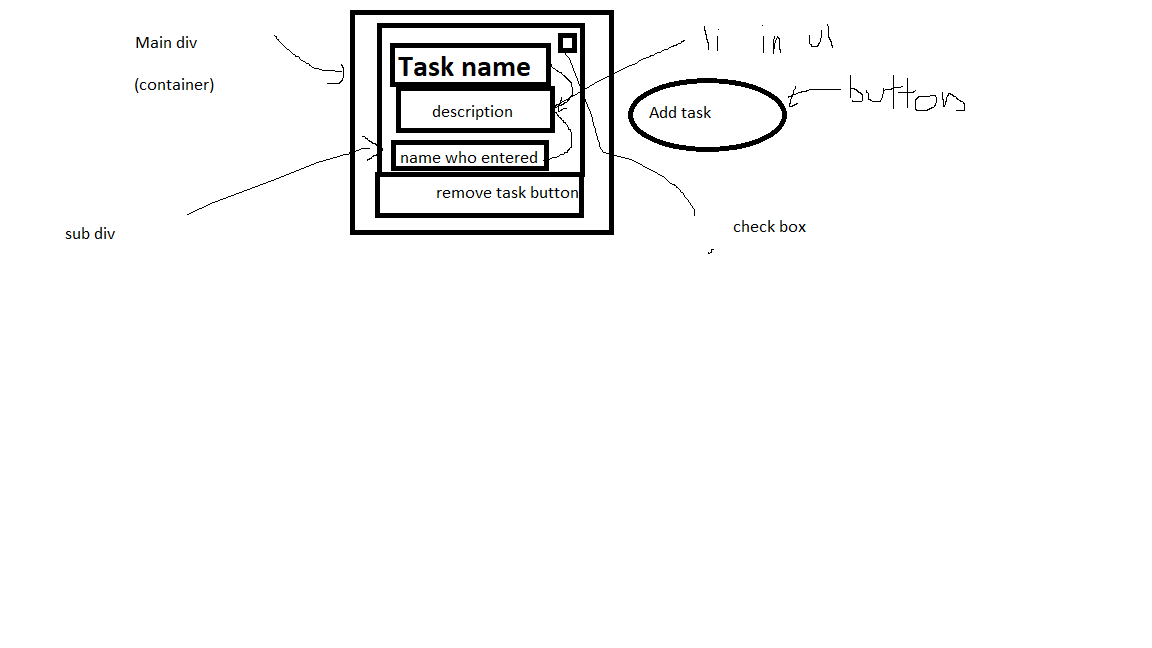 Main div
(container)
Task name
description
name who entered
remove task button
sub div
li in ul
Add task
button
check box